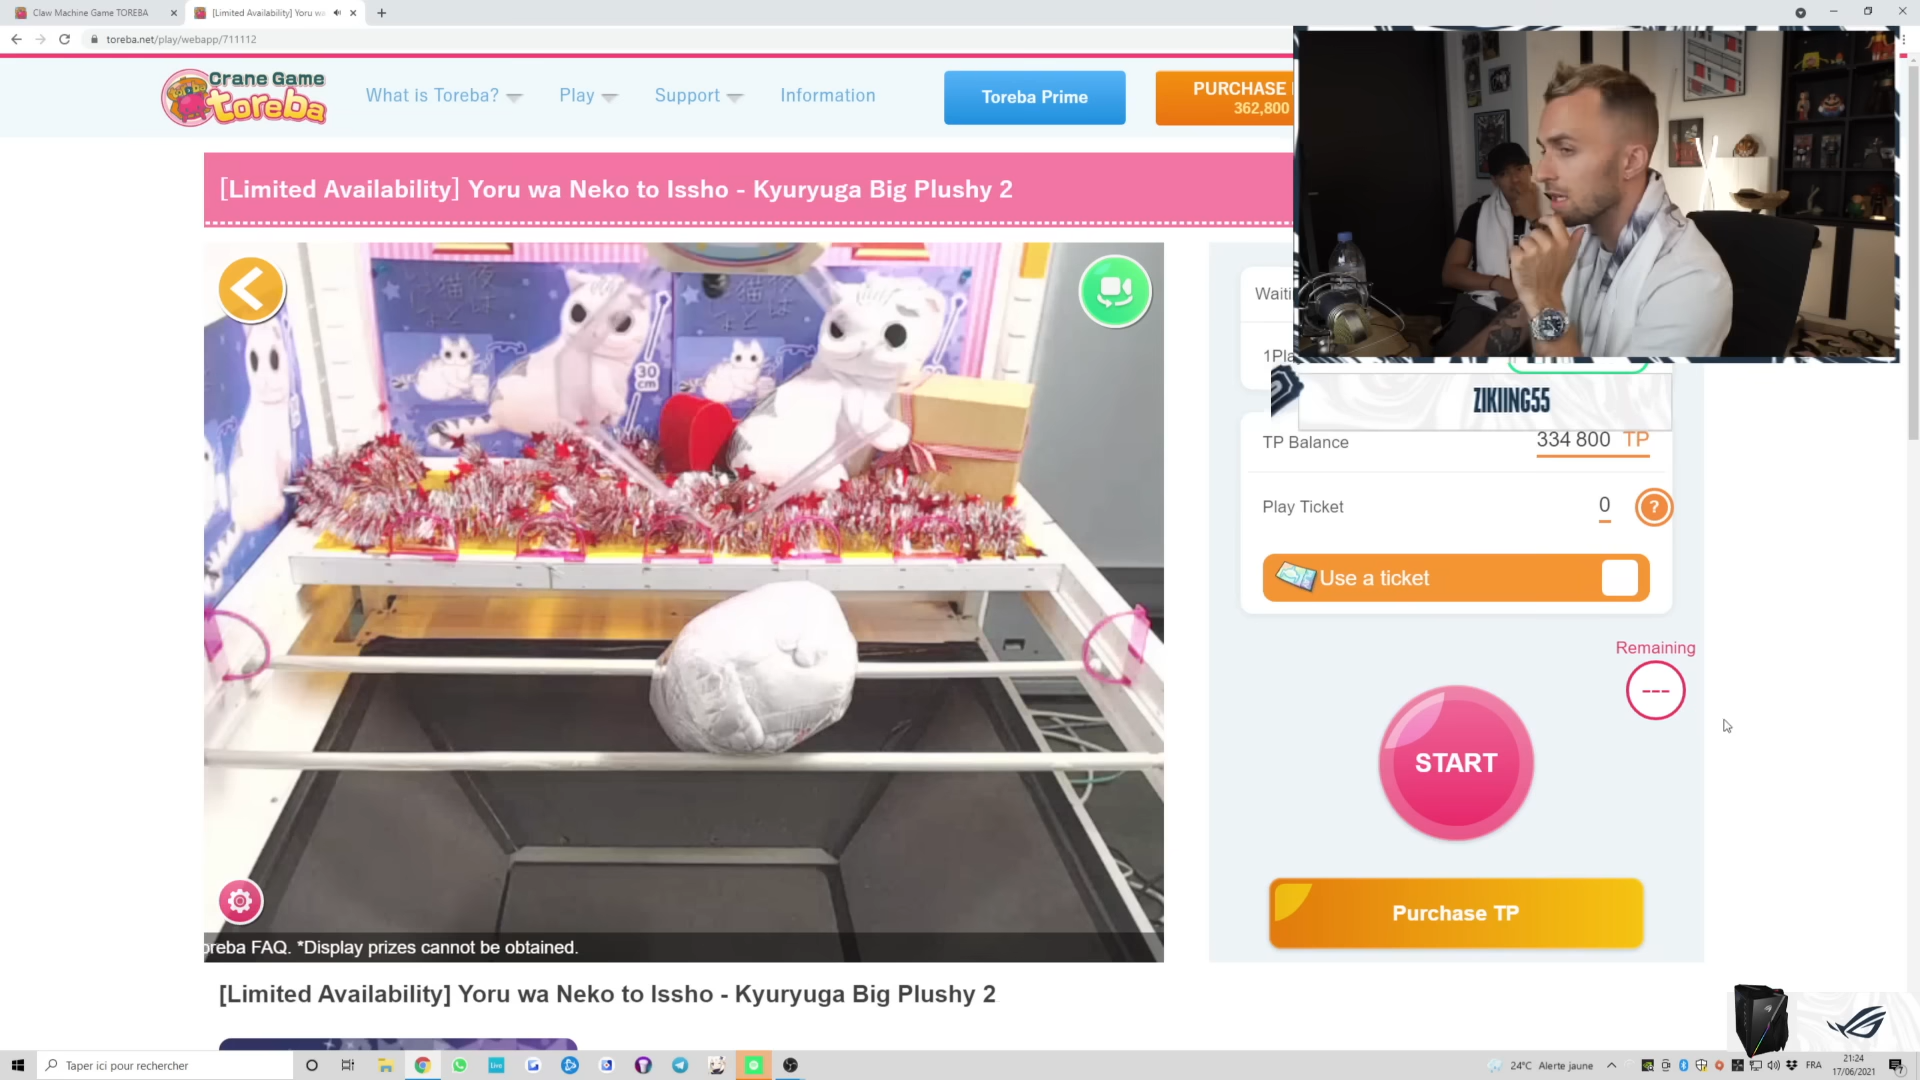 Claw Machine Game TOREBA
[Limited Availability] Yoru wa
toreba.net/play/webapp/711112
Crane Game
toreba
What is Toreba?
Play
Support
Information
Toreba Prime
PURCHASE
362,800
[Limited Availability] Yoru wa Neko to Issho - Kyuryuga Big Plushy 2
30
cm
Waiti
1Pla
ZIKIING55
TP Balance
334 800 TP
Play Ticket
0
?
Use a ticket
Remaining
---
START
Purchase TP
oreba FAQ. *Display prizes cannot be obtained.
[Limited Availability] Yoru wa Neko to Issho - Kyuryuga Big Plushy 2
Taper ici pour rechercher
Live
24°C Alerte jaune
FRA
21:24
17/06/2021